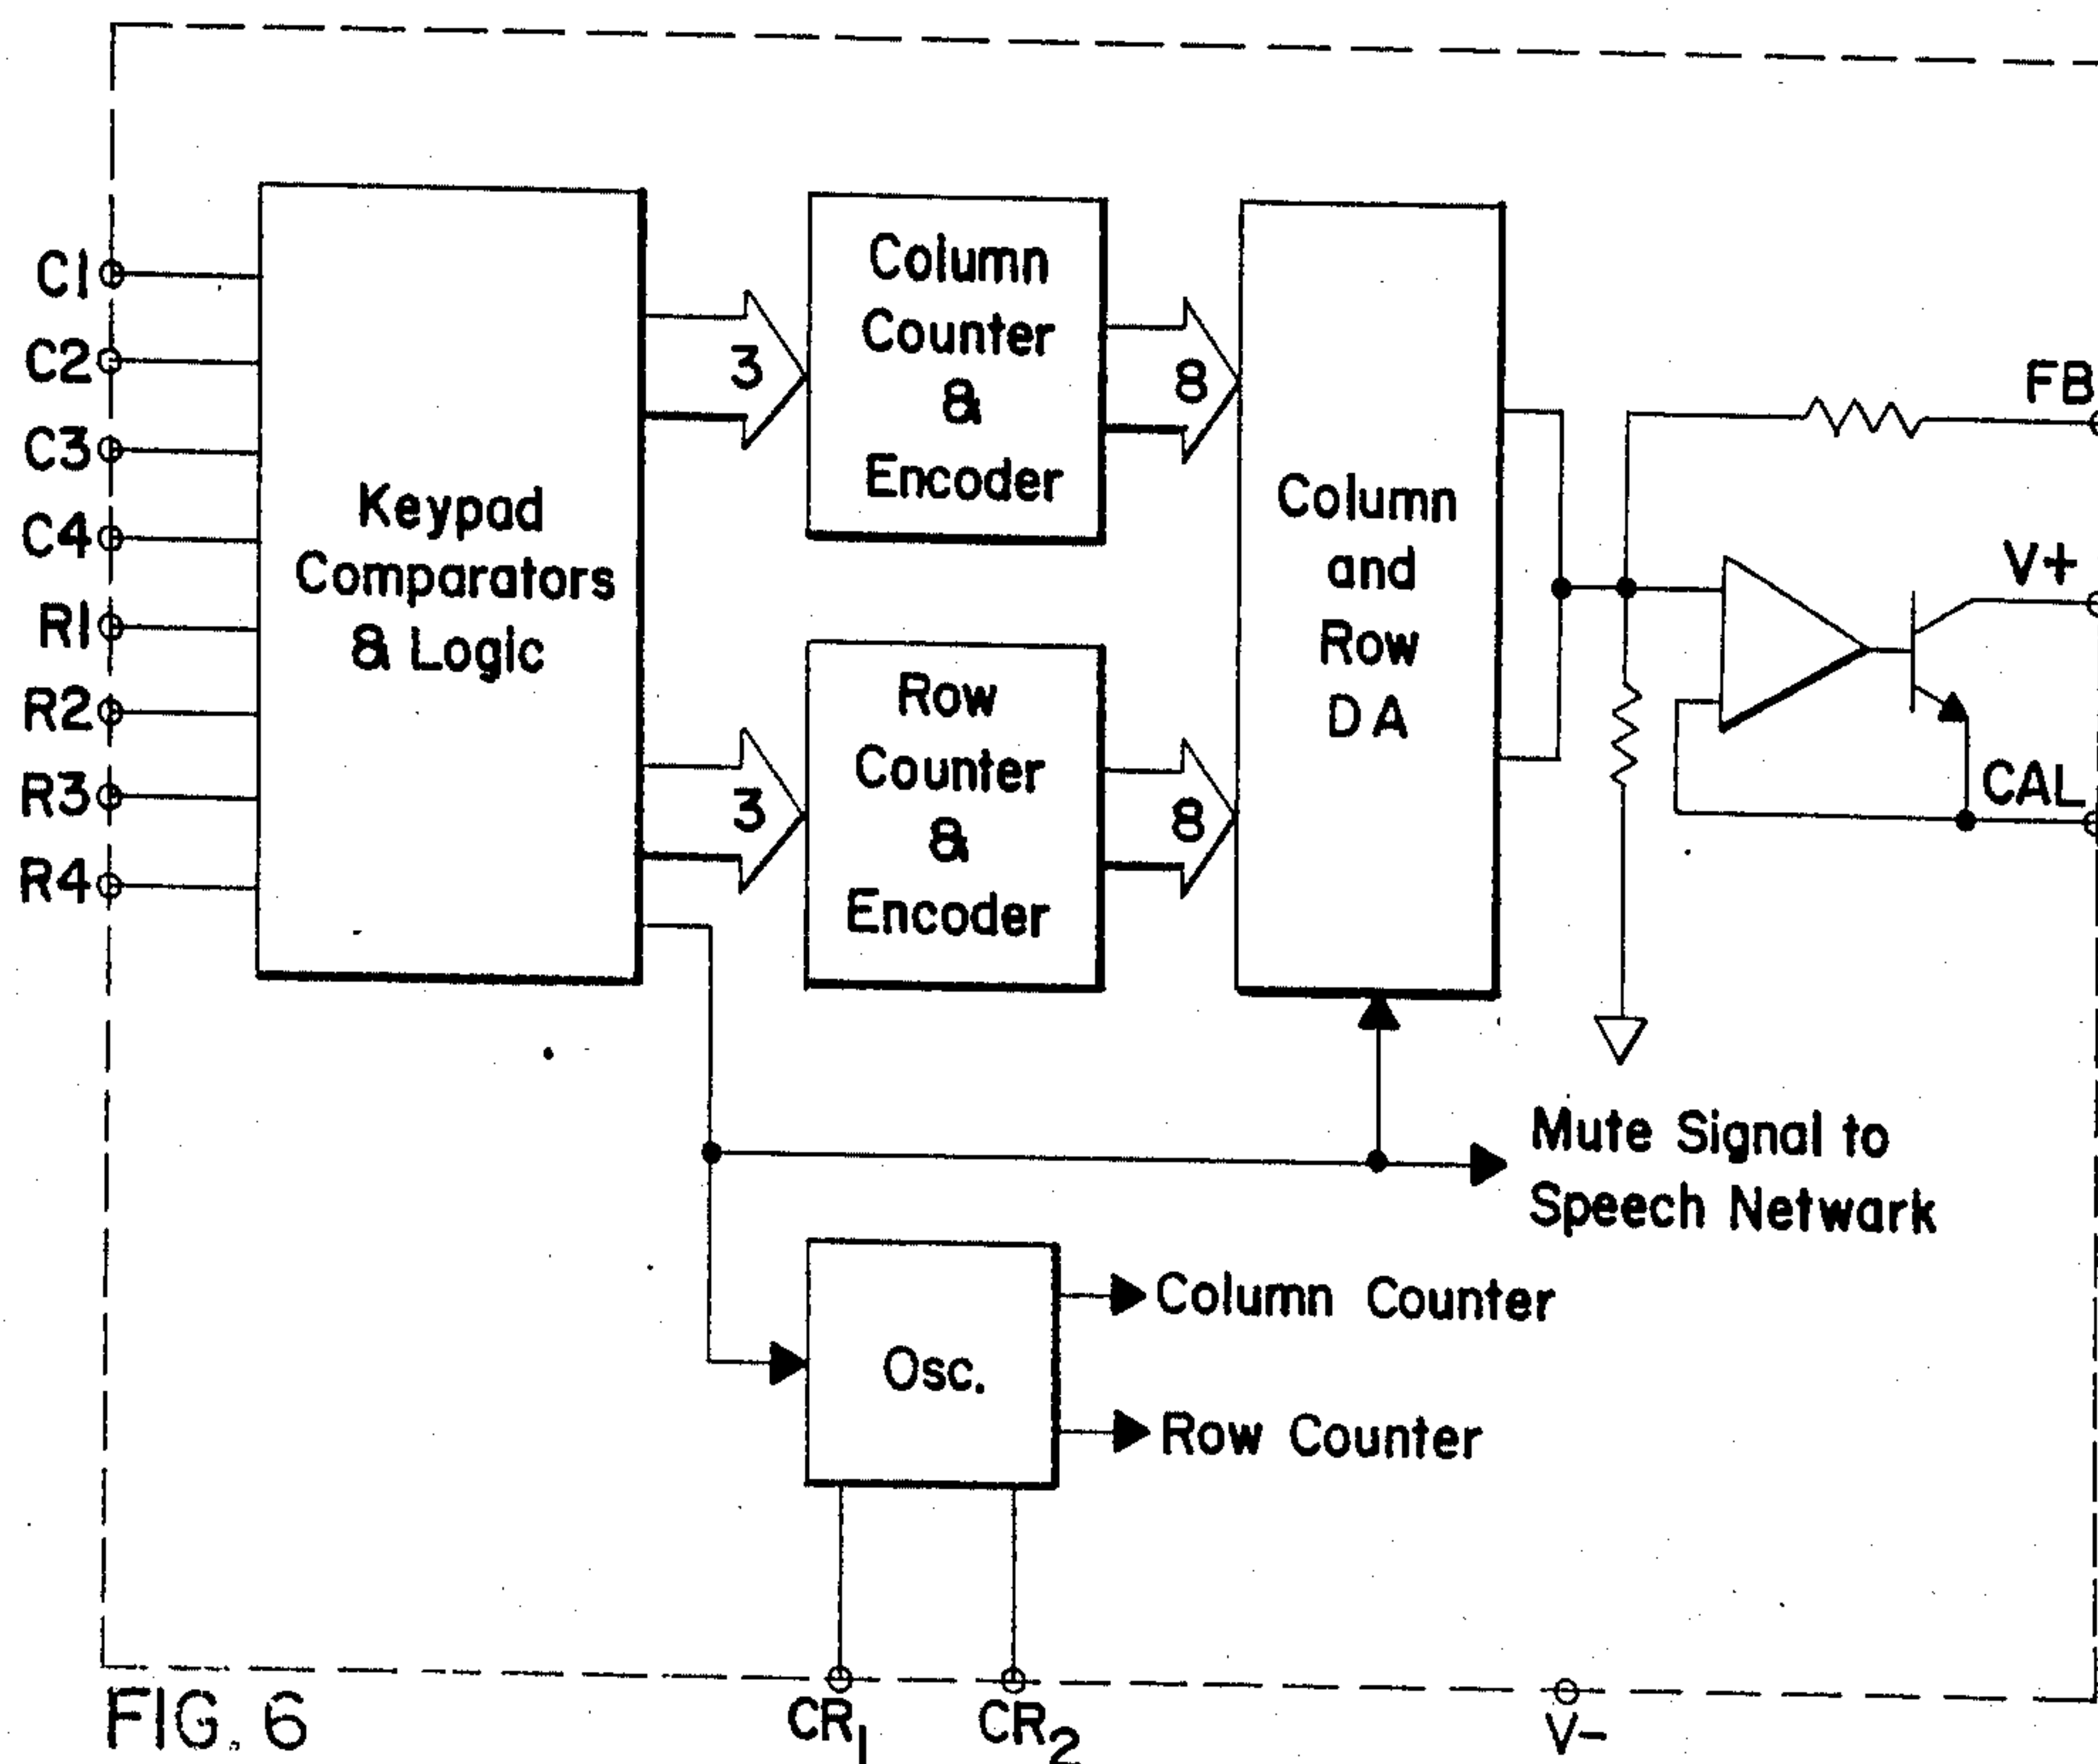 C1
C2
C3
C4
R1
R2
R3
R4
Keypad
Comparators
& Logic
3
3
Column
Counter
&
Encoder
Row
Counter
&
Encoder
8
8
Column
and
Row
DA
FB
V+
CAL
Mute Signal to
Speech Netwark
Osc.
Column Counter
Row Counter
CR1
CR2
V-
FIG. 6